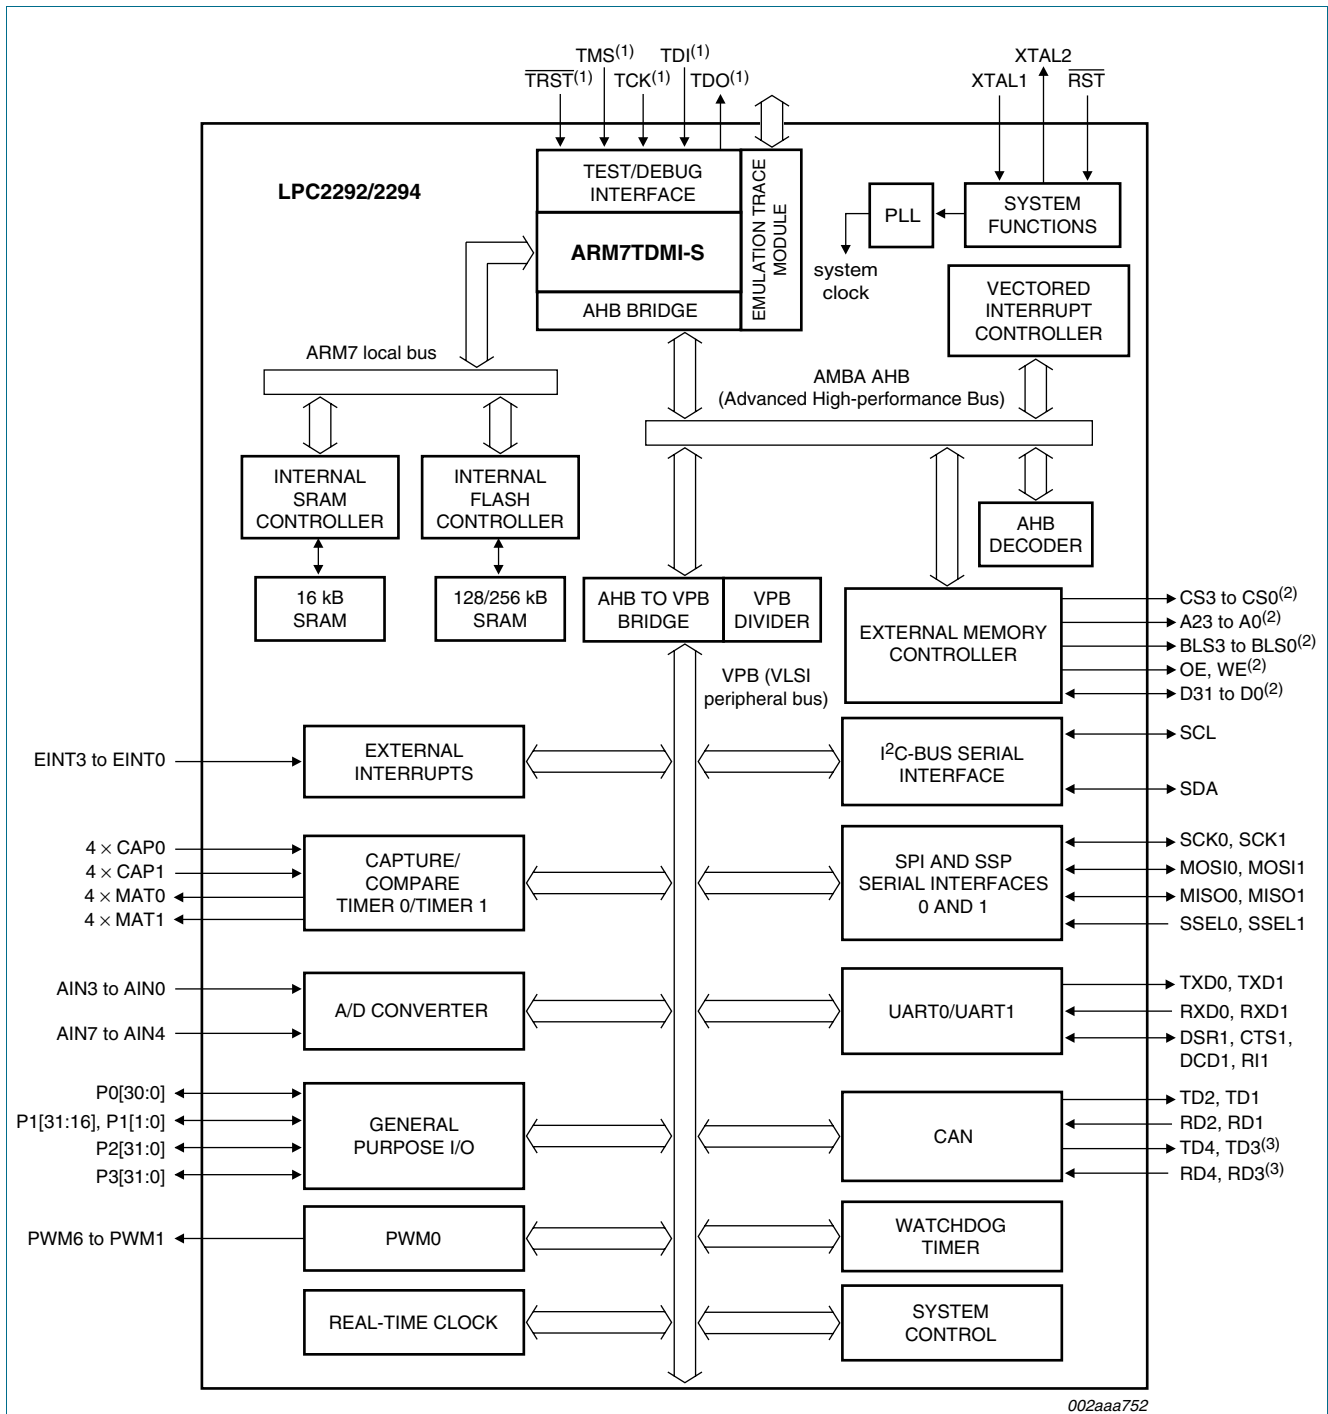 TMS(1)
TDI(1)
TRST(1)
TCK(1)
TDO(1)
XTAL2
XTAL1
RST
LPC2292/2294
TEST/DEBUG
INTERFACE
ARM7TDMI-S
AHB BRIDGE
EMULATION TRACE
MODULE
PLL
SYSTEM
FUNCTIONS
system
clock
VECTORED
INTERRUPT
CONTROLLER
ARM7 local bus
AMBA AHB
(Advanced High-performance Bus)
INTERNAL
SRAM
CONTROLLER
INTERNAL
FLASH
CONTROLLER
AHB
DECODER
16 kB
SRAM
128/256 kB
SRAM
AHB TO VPB
BRIDGE
VPB
DIVIDER
EXTERNAL MEMORY
CONTROLLER
CS3 to CS0(2)
A23 to A0(2)
BLS3 to BLS0(2)
OE, WE(2)
D31 to D0(2)
VPB (VLSI
peripheral bus)
EINT3 to EINT0
EXTERNAL
INTERRUPTS
I2C-BUS SERIAL
INTERFACE
SCL
SDA
4 × CAP0
4 × CAP1
4 × MAT0
4 × MAT1
CAPTURE/
COMPARE
TIMER 0/TIMER 1
SPI AND SSP
SERIAL INTERFACES
0 AND 1
SCK0, SCK1
MOSI0, MOSI1
MISO0, MISO1
SSEL0, SSEL1
AIN3 to AIN0
AIN7 to AIN4
A/D CONVERTER
UART0/UART1
TXD0, TXD1
RXD0, RXD1
DSR1, CTS1,
DCD1, RI1
P0[30:0]
P1[31:16], P1[1:0]
P2[31:0]
P3[31:0]
GENERAL
PURPOSE I/O
CAN
TD2, TD1
RD2, RD1
TD4, TD3(3)
RD4, RD3(3)
PWM6 to PWM1
PWM0
WATCHDOG
TIMER
REAL-TIME CLOCK
SYSTEM
CONTROL
002aaa752